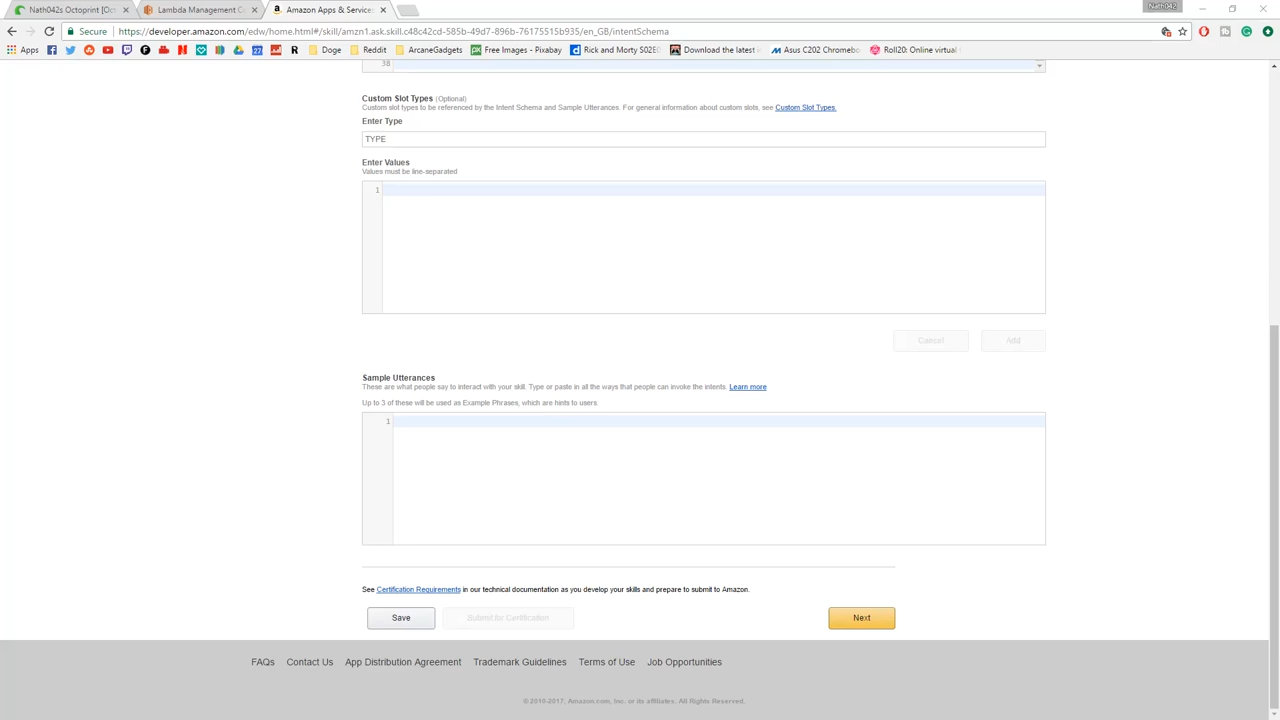 Nath042
Nath042s Octoprint [Oct
Lambda Management Co
Amazon Apps & Services
Secure
https://developer.amazon.com/edw/home.html#/skill/amzn1.ask.skill.c48c42cd-585b-49d7-896b-76175515b935/en_GB/intentSchema
Apps
Doge
Reddit
ArcaneGadgets
Free Images - Pixabay
Rick and Morty S02E0
Download the latest i
Asus C202 Chromebo
Roll20: Online virtual
38
Custom Slot Types (Optional)
Custom slot types to be referenced by the Intent Schema and Sample Utterances. For general information about custom slots, see Custom Slot Types.
Enter Type
TYPE
Enter Values
Values must be line-separated
1
Cancel
Add
Sample Utterances
These are what people say to interact with your skill. Type or paste in all the ways that people can invoke the intents. Learn more
Up to 3 of these will be used as Example Phrases, which are hints to users
1
See Certification Requirements in our technical documentation as you develop your skills and prepare to submit to Amazon.
Save
Submit for Certification
Next
FAQs
Contact Us
App Distribution Agreement
Trademark Guidelines
Terms of Use
Job Opportunities
© 2010-2017, Amazon.com, Inc. or its affiliates. All Rights Reserved.